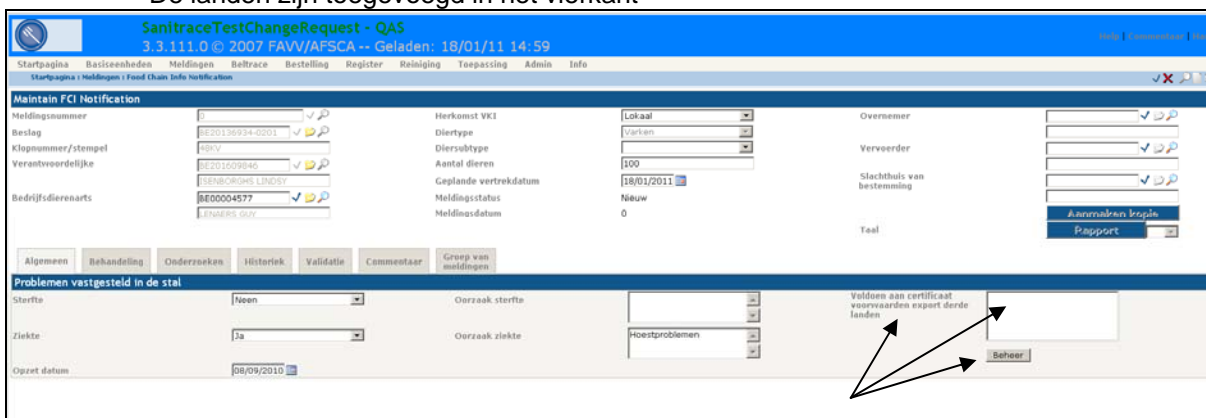 De landen zijn toegevoegd in het vierkant
SanitraceTestChangeRequest - QAS
3.3.111.0 © 2007 FAVV/AFSCA -- Geladen: 18/01/11 14:59
Help | Commentaar |
Startpagina Basiseenheden Meldingen Beltrace Bestelling Register Reiniging Toepassing Admin Info
Startpagina : Meldingen : Food Chain Info Notification
Maintain FCI Notification
Meldingsnummer 0 Herkomst VKI Lokaal Overnemer
Beslag BE20136934-0201 Diertype Varken
Klopnummer/stempel 48KV Diersubtype Vervoerder
Verantwoordelijke BE201609846 Aantal dieren 100
ISENBORGHS LINDSY Geplande vertrekdatum 18/01/2011 Slachthuis van bestemming
Bedrijfsdierenarts BE00004577 Meldingsstatus Nieuw
LENAERS GUY Meldingsdatum 0 Aanmaken kopie
Taal Rapport
Algemeen Behandeling Onderzoeken Historiek Validatie Commentaar Groep van meldingen
Problemen vastgesteld in de stal
Sterfte Neen Oorzaak sterfte Voldoen aan certificaat voorwaarden export derde landen
Ziekte Ja Oorzaak ziekte Hoestproblemen
Beheer
Opzet datum 08/09/2010